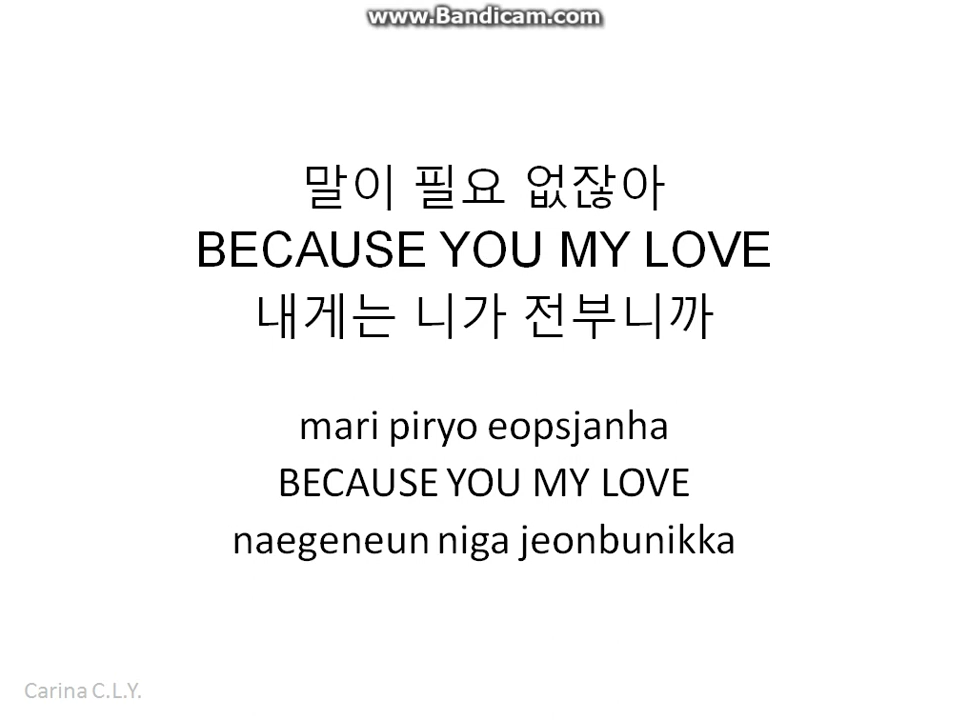 www.Bandicam.com
말이 필요 없잖아
BECAUSE YOU MY LOVE
내게는 니가 전부니까
mari piryo eopsjanha
BECAUSE YOU MY LOVE
naegeneun niga jeonbunikka
Carina C.L.Y.